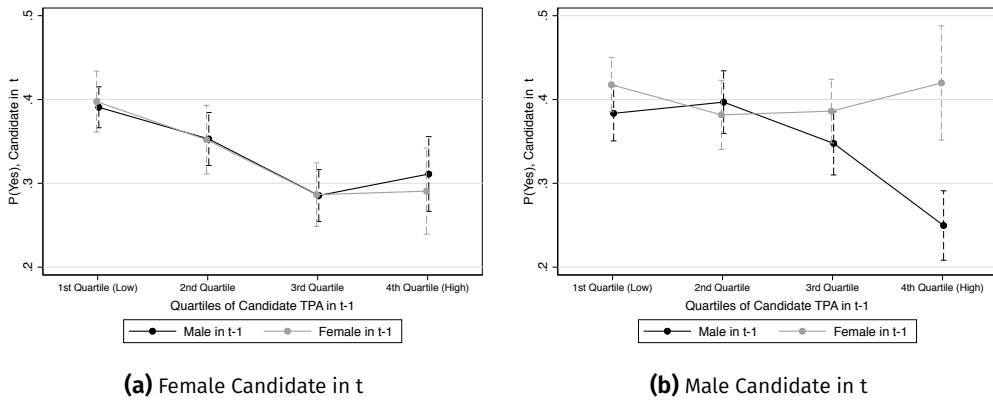 P(Yes), Candidate in t
.5
.4
.3
.2
1st Quartile (Low) 2nd Quartile 3rd Quartile 4th Quartile (High)
Quartiles of Candidate TPA in t-1
Male in t-1 Female in t-1
(a) Female Candidate in t
P(Yes), Candidate in t
.5
.4
.3
.2
1st Quartile (Low) 2nd Quartile 3rd Quartile 4th Quartile (High)
Quartiles of Candidate TPA in t-1
Male in t-1 Female in t-1
(b) Male Candidate in t